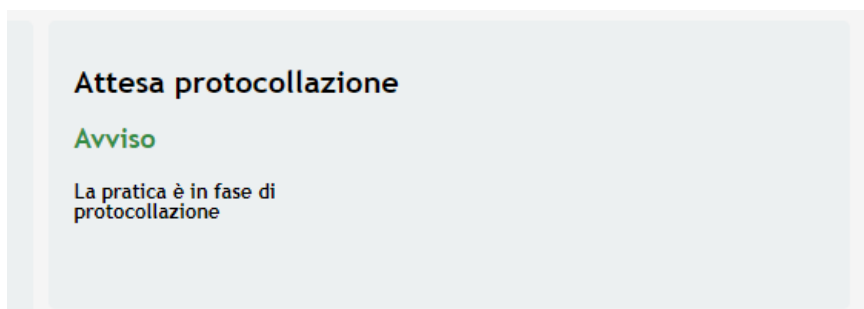 Attesa protocollazione
Avviso
La pratica è in fase di
protocollazione